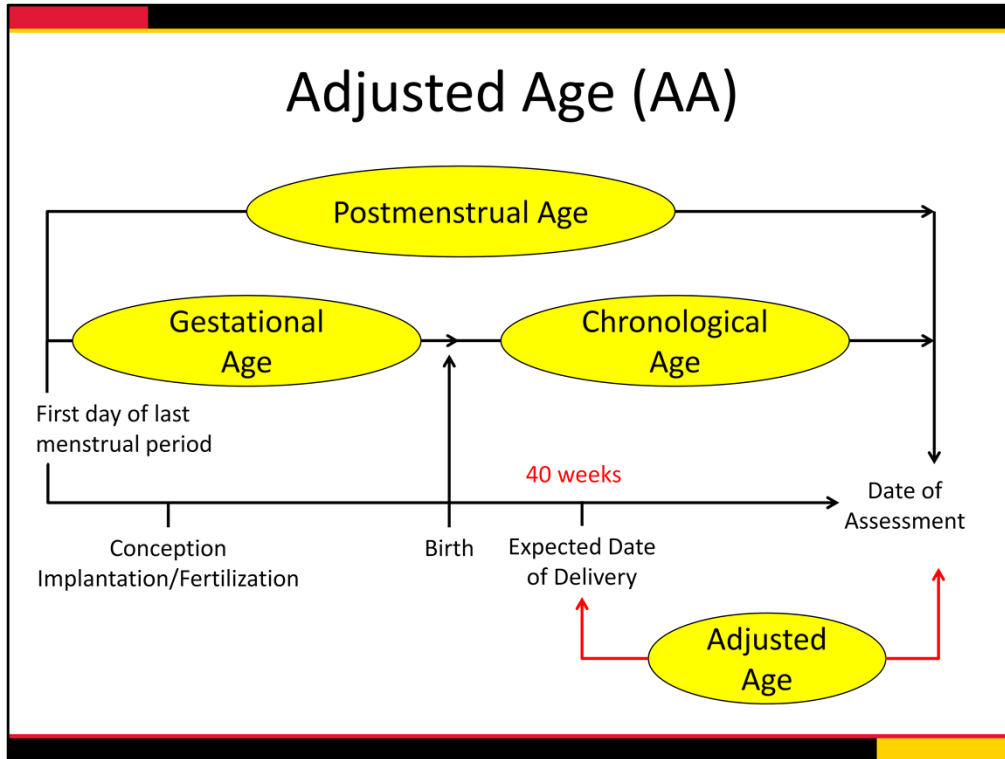 Adjusted Age (AA)
Postmenstrual Age
Gestational
Age
Chronological
Age
First day of last
menstrual period
40 weeks
Date of
Assessment
Conception
Implantation/Fertilization
Birth
Expected Date
of Delivery
Adjusted
Age